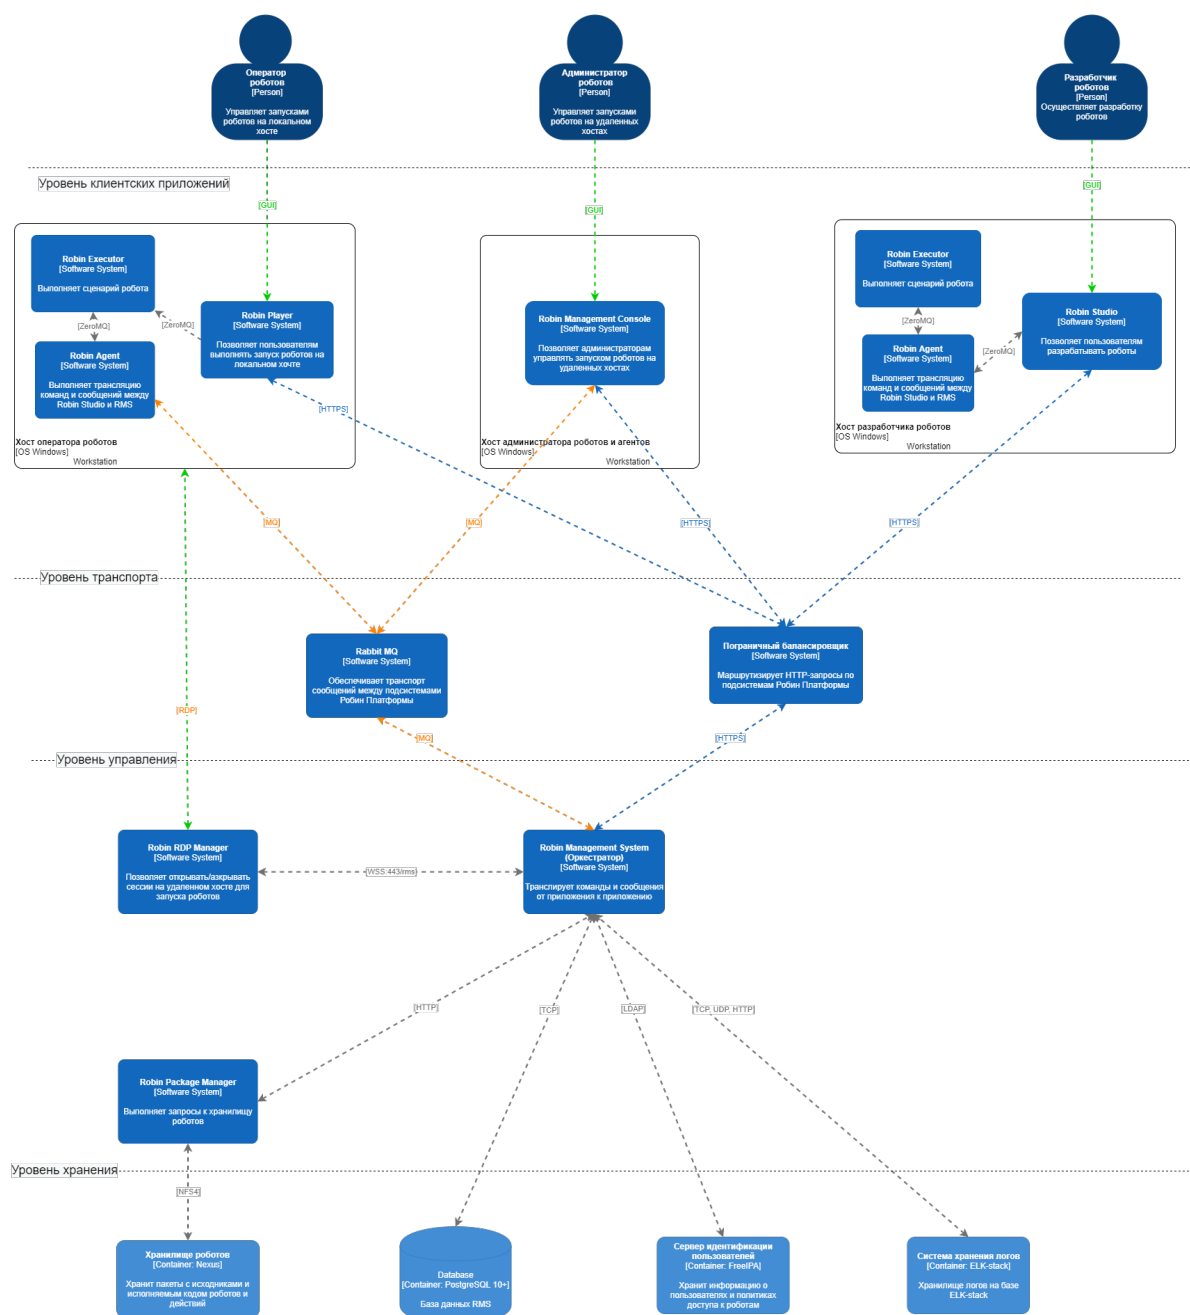 Оператор
роботов
[Person]
Управляет запусками
роботов на локальном
хосте
Администратор
роботов
[Person]
Управляет запусками
роботов на удаленных
хостах
Разработчик
роботов
[Person]
Осуществляет разработку
роботов
Уровень клиентских приложений
[GUI]
[GUI]
[GUI]
Robin Executor
[Software System]
Выполняет сценарий робота
[ZeroMQ]
[ZeroMQ]
Robin Player
[Software System]
Позволяет пользователям
выполнять запуск роботов на
локальном хочте
Robin Agent
[Software System]
Выполняет трансляцию
команд и сообщений между
Robin Studio и RMS
Хост оператора роботов
[OS Windows]
Workstation
Robin Management Console
[Software System]
Позволяет администраторам
управлять запуском роботов на
удаленных хостах
Хост администратора роботов и агентов
[OS Windows]
Workstation
Robin Executor
[Software System]
Выполняет сценарий робота
[ZeroMQ]
[ZeroMQ]
Robin Studio
[Software System]
Позволяет пользователям
разрабатывать роботы
Robin Agent
[Software System]
Выполняет трансляцию
команд и сообщений между
Robin Studio и RMS
Хост разработчика роботов
[OS Windows]
Workstation
[HTTPS]
[MQ]
[MQ]
[HTTPS]
[HTTPS]
Уровень транспорта
Rabbit MQ
[Software System]
Обеспечивает транспорт
сообщений между подсистемами
Робин Платформы
Пограничный балансировщик
[Software System]
Маршрутизирует HTTP-запросы по
подсистемам Робин Платформы
[RDP]
[MQ]
[HTTPS]
Уровень управления
Robin RDP Manager
[Software System]
Позволяет открывать/азкрывать
сессии на удаленном хосте для
запуска роботов
[WSS:443/rms]
Robin Management System
(Оркестратор)
[Software System]
Транслирует команды и сообщения
от приложения к приложению
[HTTP]
[TCP]
[LDAP]
[TCP, UDP, HTTP]
Robin Package Manager
[Software System]
Выполняет запросы к хранилищу
роботов
Уровень хранения
[NFS4]
Хранилище роботов
[Container: Nexus]
Хранит пакеты с исходниками и
исполняемым кодом роботов и
действий
Database
[Container: PostgreSQL 10+]
База данных RMS
Сервер идентификации
пользователей
[Container: FreeIPA]
Хранит информацию о
пользователях и политиках
доступа к роботам
Система хранения логов
[Container: ELK-stack]
Хранилище логов на базе
ELK-stack